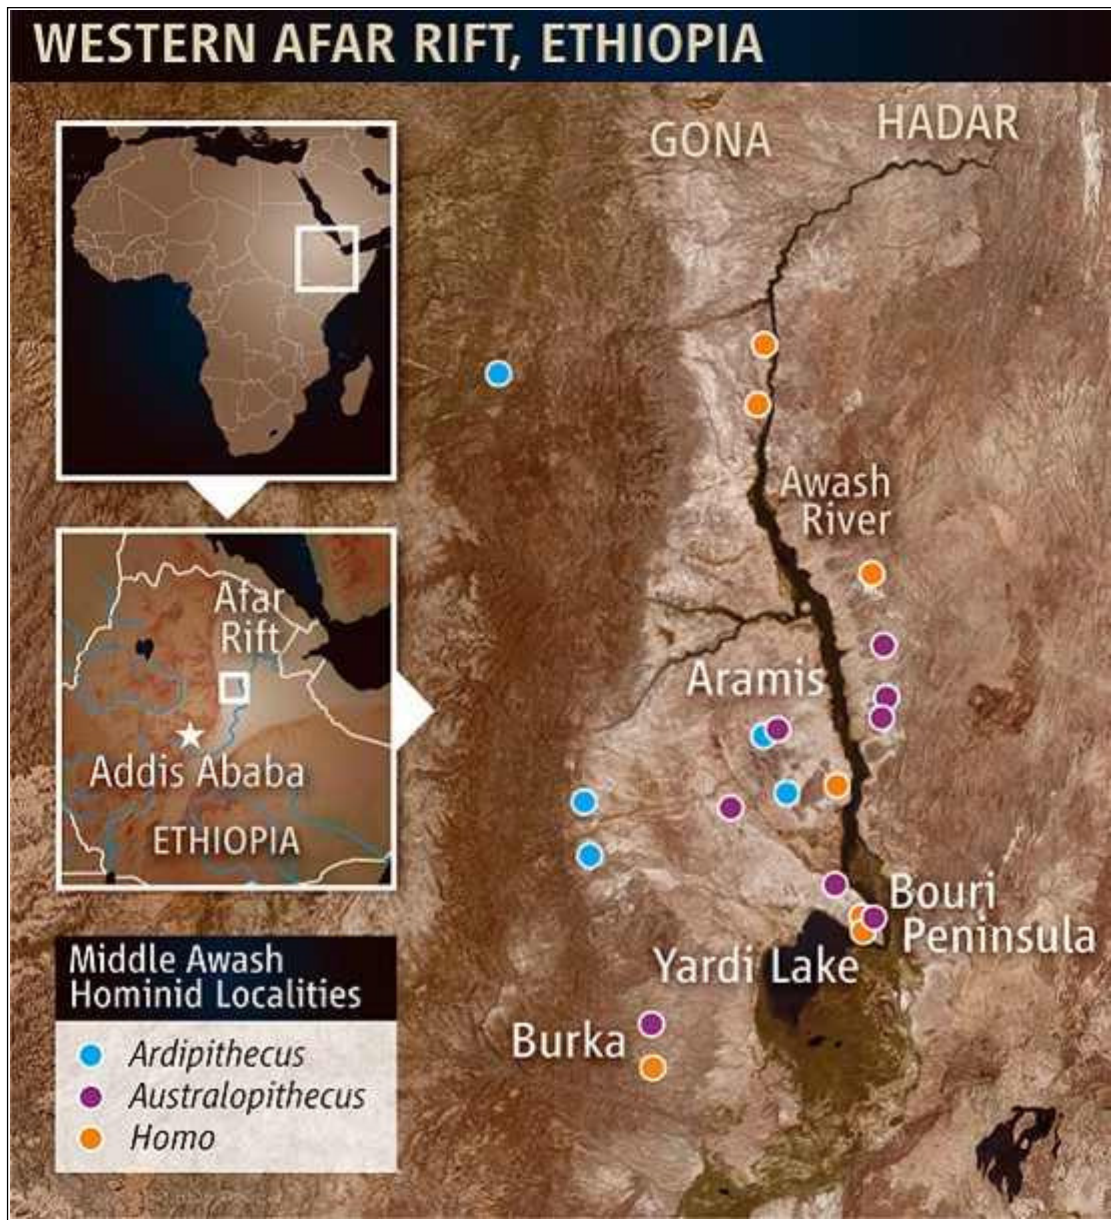 WESTERN AFAR RIFT, ETHIOPIA
GONA
HADAR
Awash
River
Afar
Rift
Addis Ababa
ETHIOPIA
Aramis
Bouri
Peninsula
Yardi Lake
Burka
Middle Awash
Hominid Localities
Ardipithecus
Australopithecus
Homo